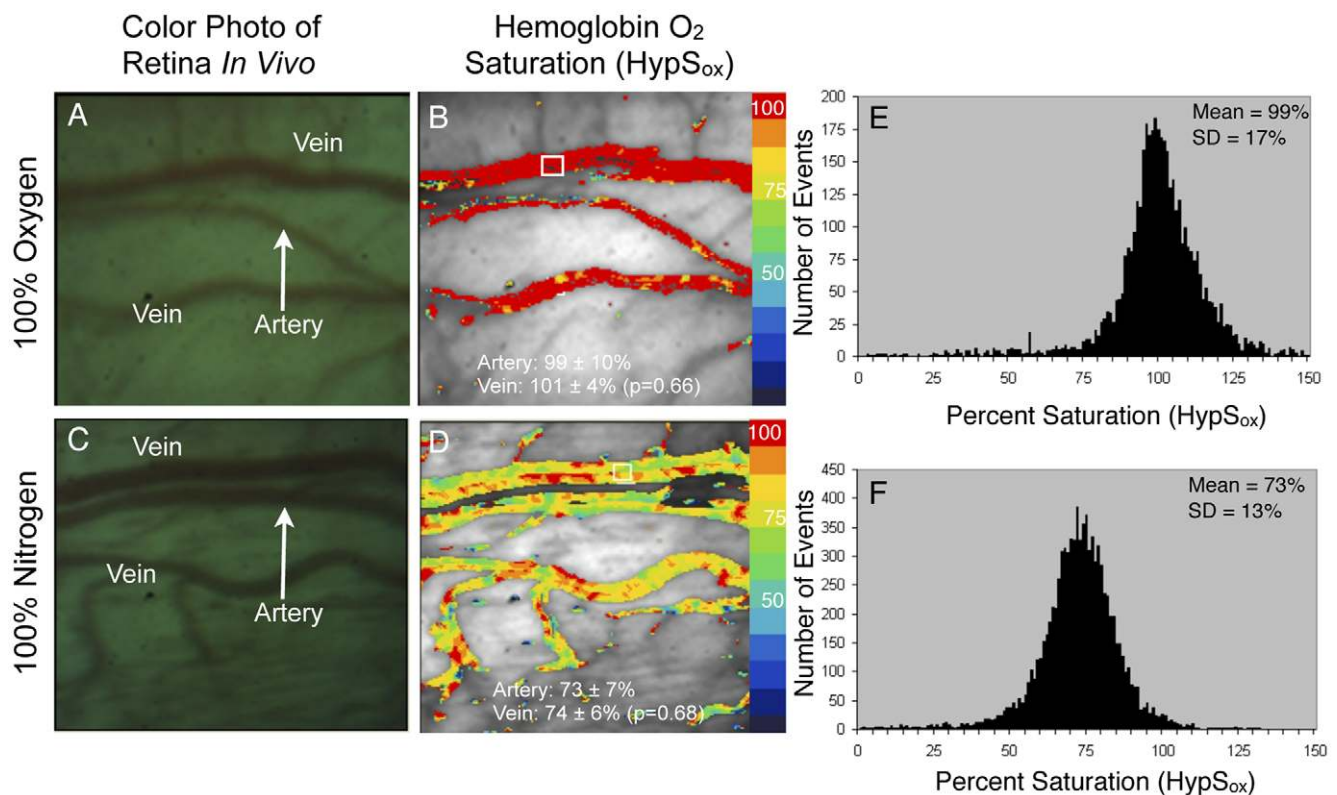 Color Photo of
Retina In Vivo
Hemoglobin O₂
Saturation (HypSₒₓ)
100% Oxygen
A
Vein
Vein
Artery
B
100
75
50
Artery: 99 ± 10%
Vein: 101 ± 4% (p=0.66)
E
Mean = 99%
SD = 17%
Number of Events
200
175
150
125
100
75
50
25
0
0 25 50 75 100 125 150
Percent Saturation (HypSₒₓ)
100% Nitrogen
C
Vein
Vein
Artery
D
100
75
50
Artery: 73 ± 7%
Vein: 74 ± 6% (p=0.68)
F
Mean = 73%
SD = 13%
Number of Events
450
400
350
300
250
200
150
100
50
0
0 25 50 75 100 125 150
Percent Saturation (HypSₒₓ)